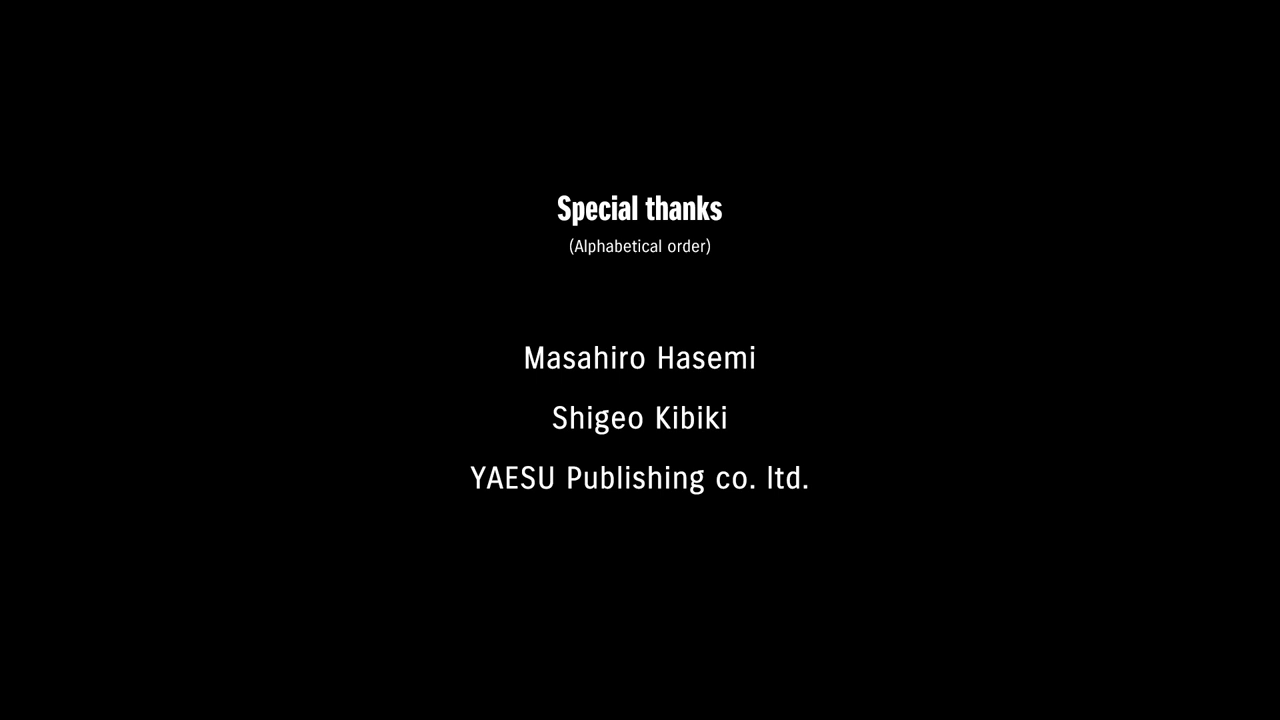 Special thanks
(Alphabetical order)
Masahiro Hasemi
Shigeo Kibiki
YAESU Publishing co. ltd.